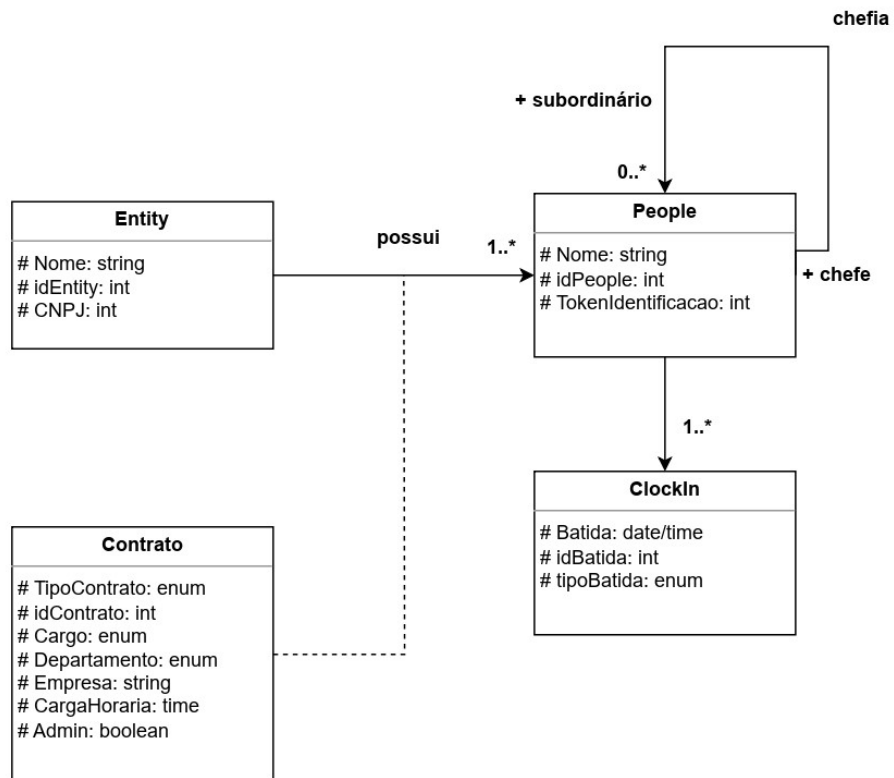 chefia
+ subordinário
0..*
Entity
# Nome: string
# idEntity: int
# CNPJ: int
possui
1..*
People
# Nome: string
# idPeople: int
# TokenIdentificacao: int
+ chefe
1..*
ClockIn
# Batida: date/time
# idBatida: int
# tipoBatida: enum
Contrato
# TipoContrato: enum
# idContrato: int
# Cargo: enum
# Departamento: enum
# Empresa: string
# CargaHoraria: time
# Admin: boolean